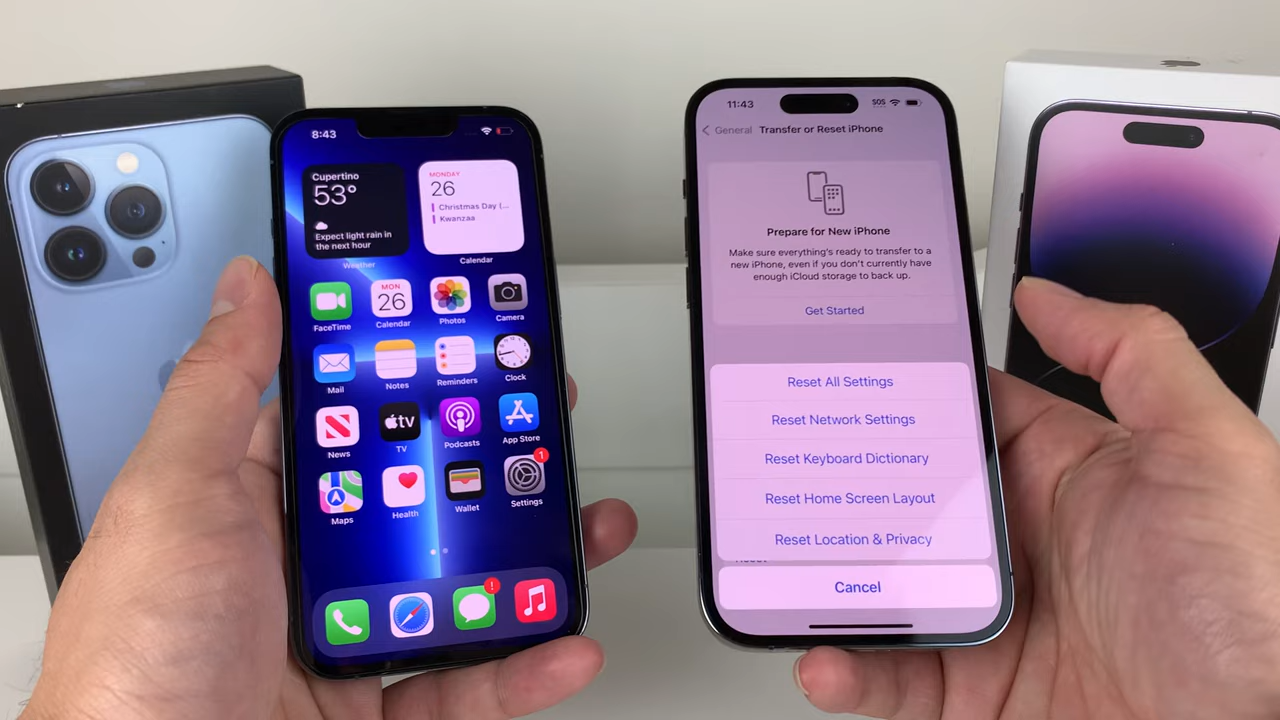 8:43
Cupertino
53°
Expect light rain in
the next hour
Weather
MONDAY
26
Christmas Day (...
Kwanzaa
Calendar
FaceTime
MON
26
Calendar
Photos
Camera
Mail
Notes
Reminders
Clock
News
tv
TV
Podcasts
App Store
Maps
Health
Wallet
1
Settings
!
11:43
SOS
General
Transfer or Reset iPhone
Prepare for New iPhone
Make sure everything's ready to transfer to a
new iPhone, even if you don't currently have
enough iCloud storage to back up.
Get Started
Reset All Settings
Reset Network Settings
Reset Keyboard Dictionary
Reset Home Screen Layout
Reset Location & Privacy
Cancel